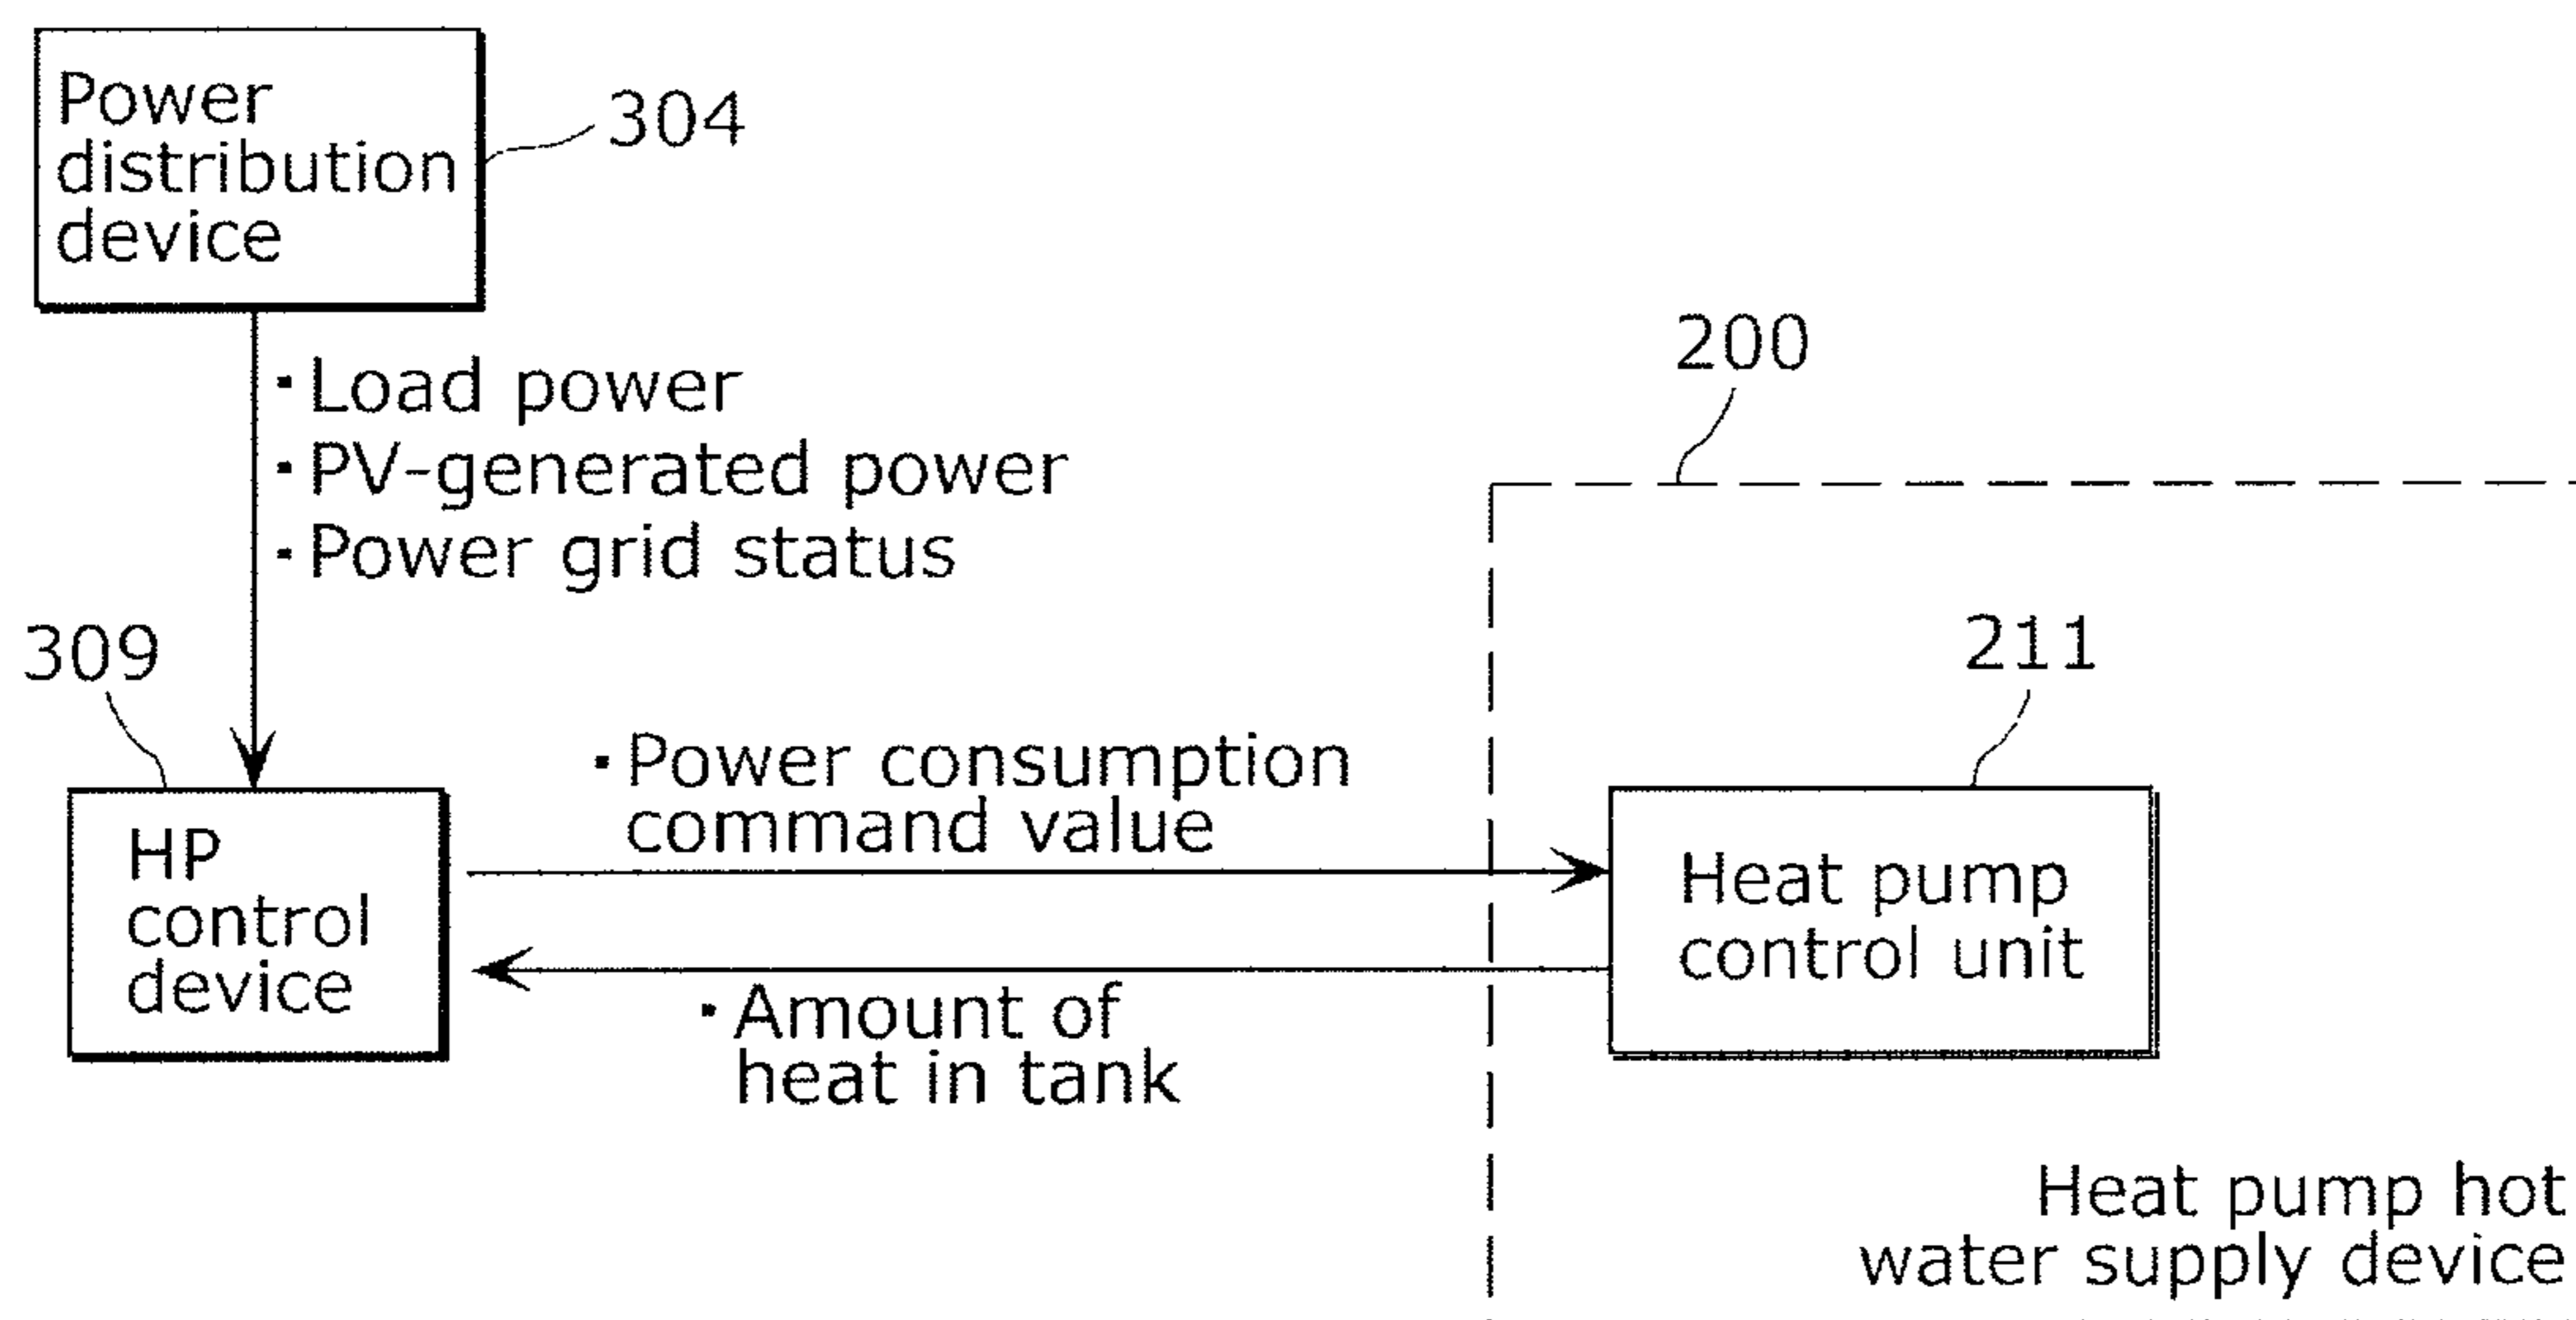 Power
distribution
device
304
· Load power
· PV-generated power
· Power grid status
200
309
211
· Power consumption
command value
HP
control
device
Heat pump
control unit
· Amount of
heat in tank
Heat pump hot
water supply device